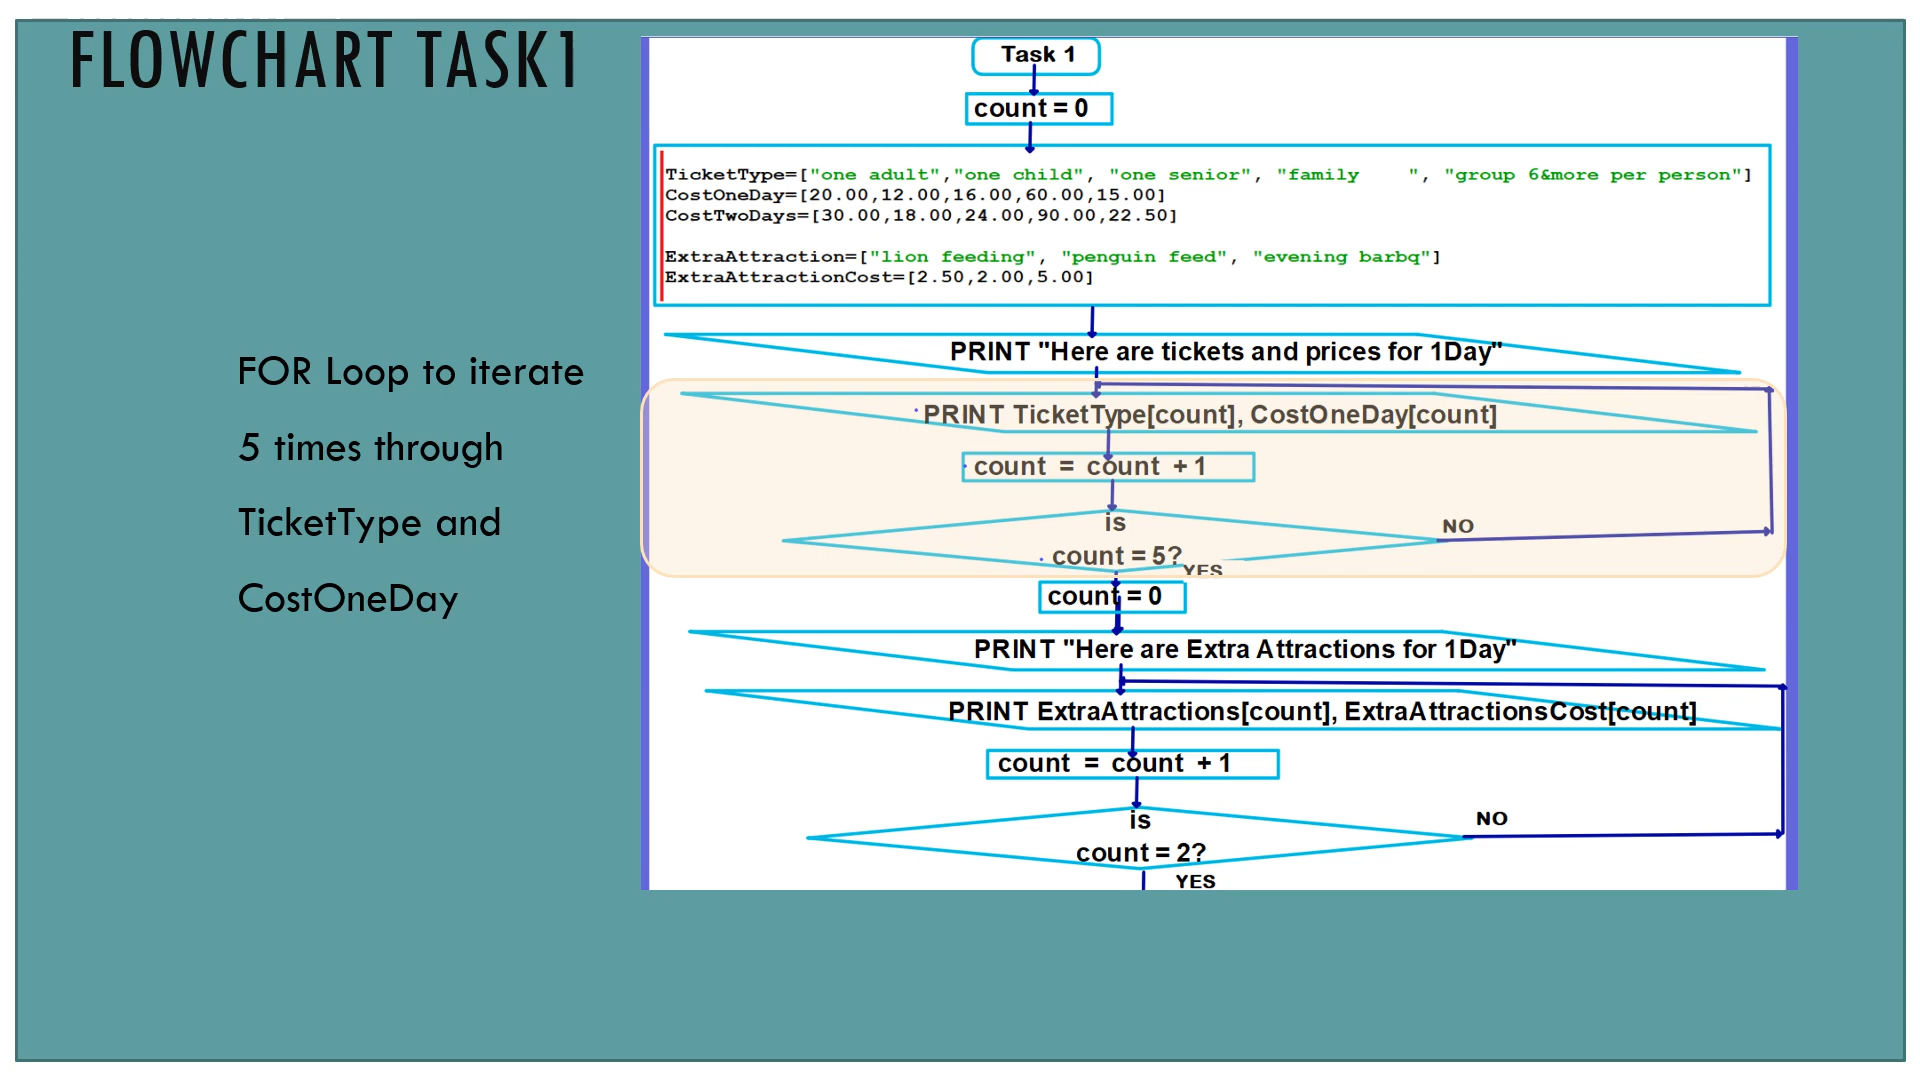 FLOWCHART TASK1
FOR Loop to iterate
5 times through
TicketType and
CostOneDay
Task 1
count = 0
TicketType=["one adult","one child", "one senior", "family    ", "group 6&more per person"]
CostOneDay=[20.00,12.00,16.00,60.00,15.00]
CostTwoDays=[30.00,18.00,24.00,90.00,22.50]
ExtraAttraction=["lion feeding", "penguin feed", "evening barbq"]
ExtraAttractionCost=[2.50,2.00,5.00]
PRINT "Here are tickets and prices for 1Day"
PRINT TicketType[count], CostOneDay[count]
count = count + 1
is
NO
count = 5?
YES
count = 0
PRINT "Here are Extra Attractions for 1Day"
PRINT ExtraAttractions[count], ExtraAttractionsCost[count]
count = count + 1
is
NO
count = 2?
YES